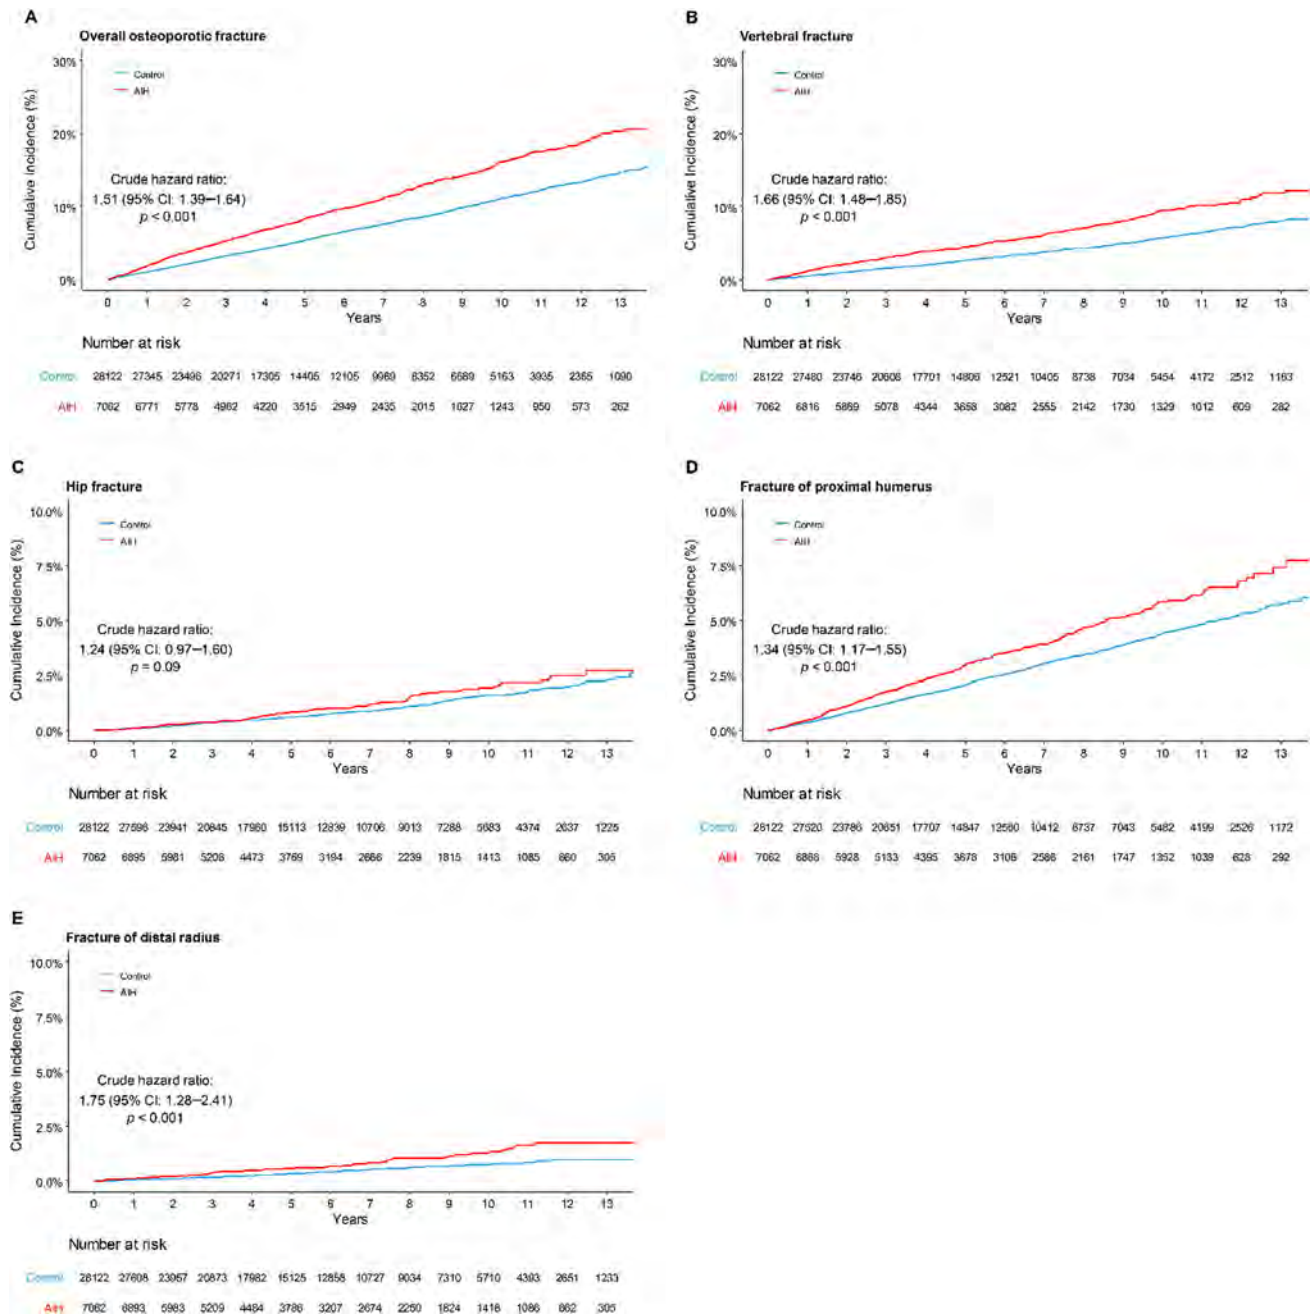 A
Overall osteoporotic fracture
30%
20%
10%
0%
Cumulative Incidence (%)
Control
AIH
Crude hazard ratio:
1.51 (95% CI: 1.39–1.64)
p < 0.001
0 1 2 3 4 5 6 7 8 9 10 11 12 13
Years
Number at risk
Control 28122 27345 23496 20271 17305 14405 12105 9969 8352 6689 5163 3935 2365 1090
AIH 7062 6771 5778 4962 4220 3515 2949 2435 2015 1627 1243 950 573 262
B
Vertebral fracture
30%
20%
10%
0%
Cumulative Incidence (%)
Control
AIH
Crude hazard ratio:
1.66 (95% CI: 1.48–1.85)
p < 0.001
0 1 2 3 4 5 6 7 8 9 10 11 12 13
Years
Number at risk
Control 28122 27480 23746 20606 17701 14806 12521 10405 8738 7034 5454 4172 2512 1163
AIH 7062 6816 5869 5078 4344 3658 3082 2555 2142 1730 1329 1012 609 282
C
Hip fracture
10.0%
7.5%
5.0%
2.5%
0.0%
Cumulative Incidence (%)
Control
AIH
Crude hazard ratio:
1.24 (95% CI: 0.97–1.60)
p = 0.09
0 1 2 3 4 5 6 7 8 9 10 11 12 13
Years
Number at risk
Control 28122 27596 23941 20845 17960 15113 12839 10706 9013 7288 5683 4374 2637 1225
AIH 7062 6895 5981 5208 4473 3769 3194 2666 2239 1815 1413 1085 660 305
D
Fracture of proximal humerus
10.0%
7.5%
5.0%
2.5%
0.0%
Cumulative Incidence (%)
Control
AIH
Crude hazard ratio:
1.34 (95% CI: 1.17–1.55)
p < 0.001
0 1 2 3 4 5 6 7 8 9 10 11 12 13
Years
Number at risk
Control 28122 27520 23786 20651 17707 14847 12560 10412 8737 7043 5482 4199 2526 1172
AIH 7062 6868 5928 5133 4395 3678 3106 2586 2161 1747 1352 1039 628 292
E
Fracture of distal radius
10.0%
7.5%
5.0%
2.5%
0.0%
Cumulative Incidence (%)
Control
AIH
Crude hazard ratio:
1.75 (95% CI: 1.28–2.41)
p < 0.001
0 1 2 3 4 5 6 7 8 9 10 11 12 13
Years
Number at risk
Control 28122 27608 20873 17982 15125 12858 10727 9034 7310 5710 4393 2651 1233
AIH 7062 6893 5983 5209 4484 3786 3207 2674 2250 1824 1416 1086 662 305